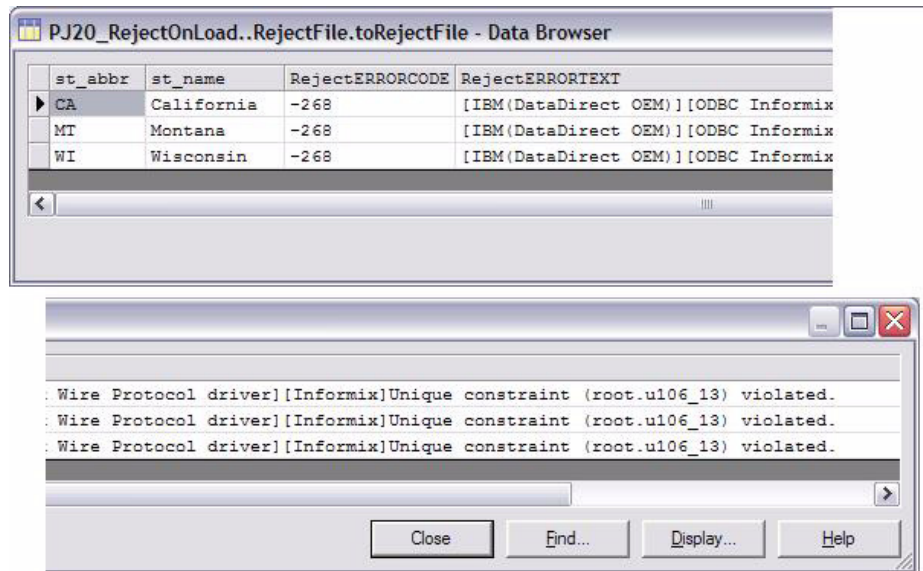 PJ20_RejectOnLoad..RejectFile.toRejectFile - Data Browser
st_abbr st_name RejectERRORCODE RejectERRORTEXT
CA California -268 [IBM(DataDirect OEM)][ODBC Informix
MT Montana -268 [IBM(DataDirect OEM)][ODBC Informix
WI Wisconsin -268 [IBM(DataDirect OEM)][ODBC Informix
Wire Protocol driver][Informix]Unique constraint (root.u106_13) violated.
Wire Protocol driver][Informix]Unique constraint (root.u106_13) violated.
Wire Protocol driver][Informix]Unique constraint (root.u106_13) violated.
Close Find... Display... Help